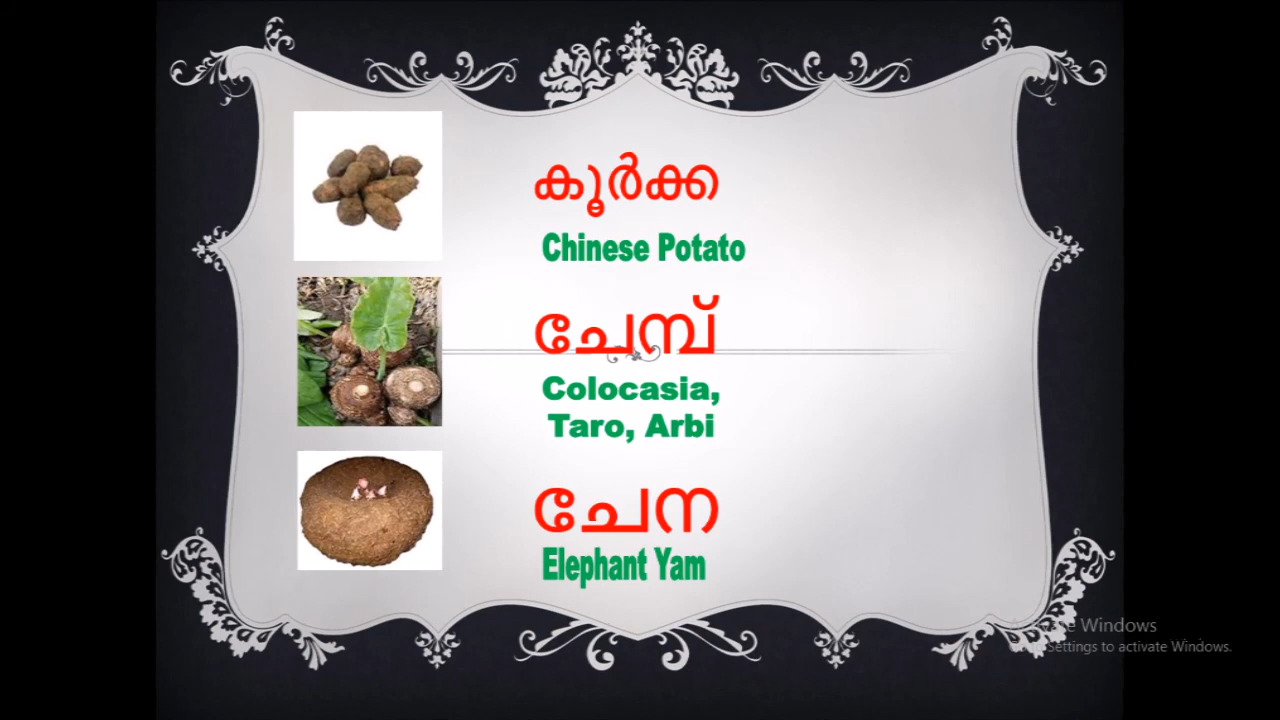 കൂർക്ക
Chinese Potato
ചേമ്പ്
Colocasia,
Taro, Arbi
ചേന
Elephant Yam
Windows
Settings to activate Windows.